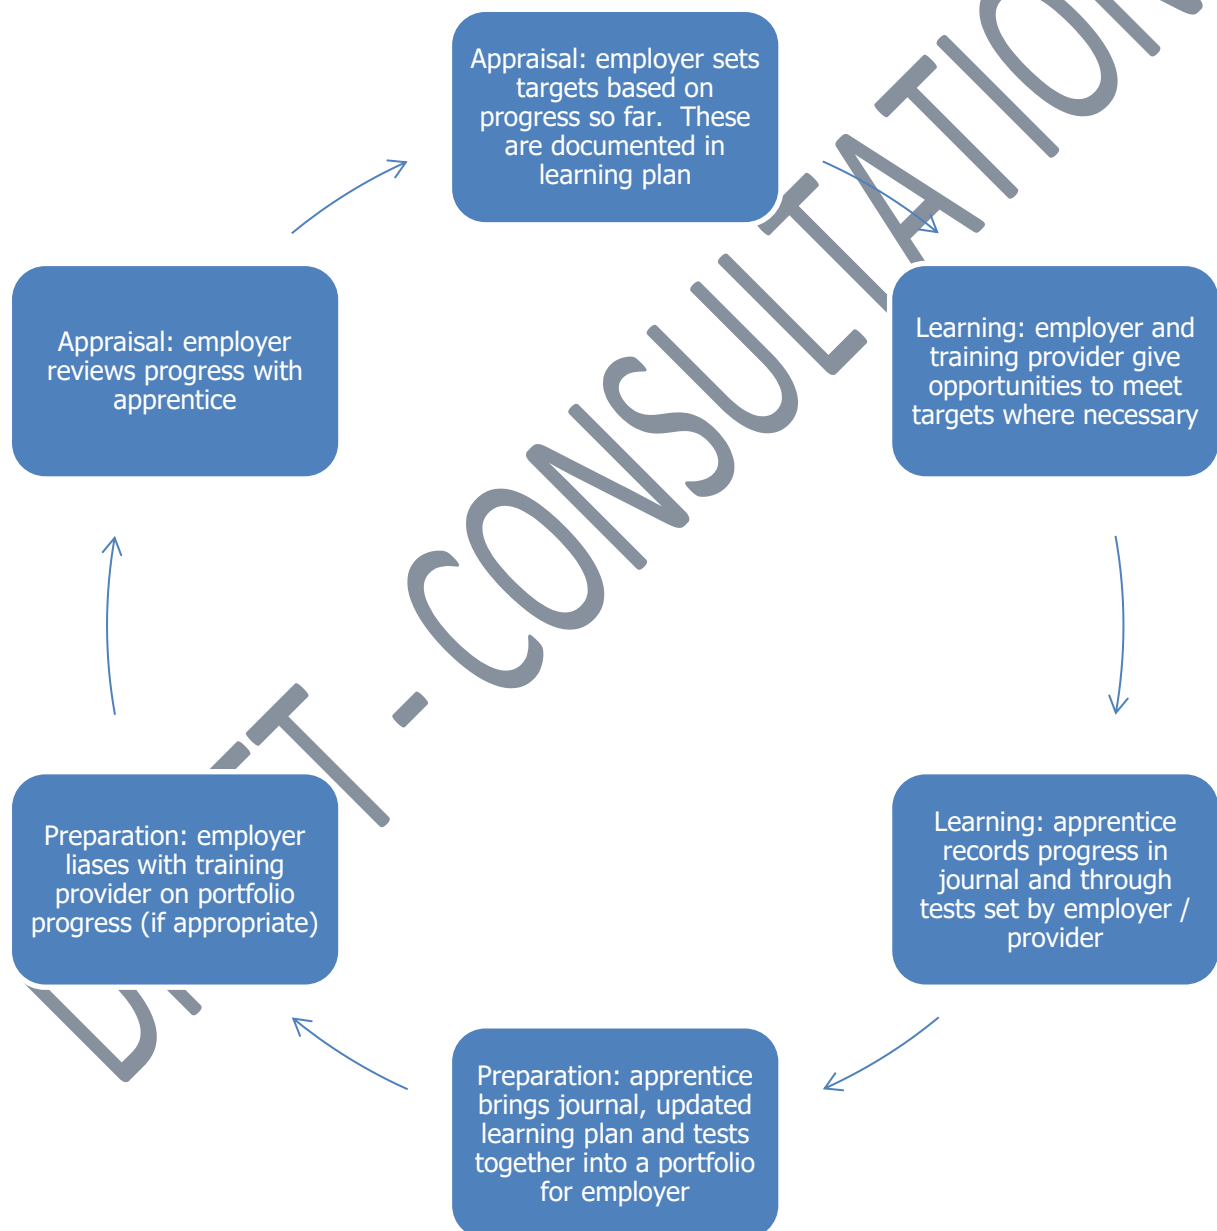 Appraisal: employer sets
targets based on
progress so far.  These
are documented in
learning plan
Learning: employer and
training provider give
opportunities to meet
targets where necessary
Learning: apprentice
records progress in
journal and through
tests set by employer /
provider
Preparation: apprentice
brings journal, updated
learning plan and tests
together into a portfolio
for employer
Preparation: employer
liases with training
provider on portfolio
progress (if appropriate)
Appraisal: employer
reviews progress with
apprentice
- CONSULTATION